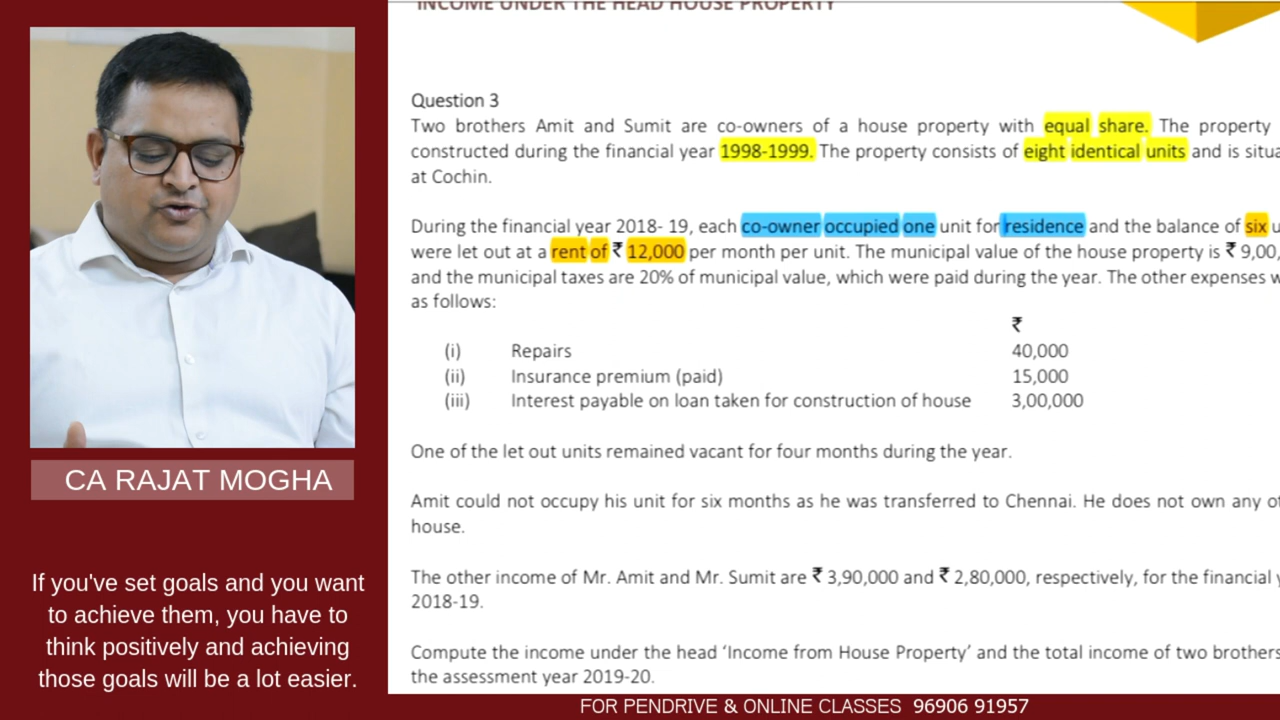 INCOME UNDER THE HEAD HOUSE PROPERTY
Question 3
Two brothers Amit and Sumit are co-owners of a house property with equal share. The property
constructed during the financial year 1998-1999. The property consists of eight identical units and is
at Cochin.
During the financial year 2018- 19, each co-owner occupied one unit for residence and the balance of six
were let out at a rent of ₹ 12,000 per month per unit. The municipal value of the house property is ₹ 9,00,
and the municipal taxes are 20% of municipal value, which were paid during the year. The other expenses
as follows:
₹
(i) Repairs 40,000
(ii) Insurance premium (paid) 15,000
(iii) Interest payable on loan taken for construction of house 3,00,000
One of the let out units remained vacant for four months during the year.
Amit could not occupy his unit for six months as he was transferred to Chennai. He does not own any
house.
The other income of Mr. Amit and Mr. Sumit are ₹ 3,90,000 and ₹ 2,80,000, respectively, for the financial
2018-19.
Compute the income under the head ‘Income from House Property’ and the total income of two brothers
the assessment year 2019-20.
CA RAJAT MOGHA
If you've set goals and you want
to achieve them, you have to
think positively and achieving
those goals will be a lot easier.
FOR PENDRIVE & ONLINE CLASSES 96906 91957